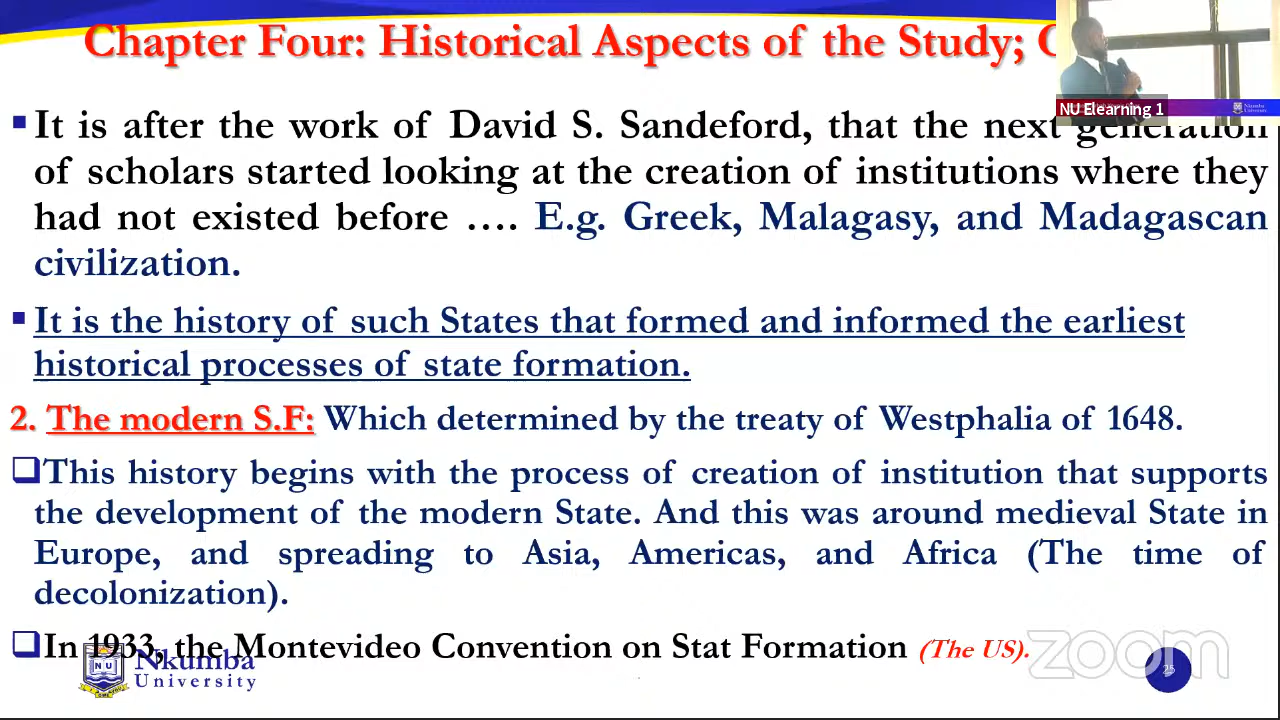 Chapter Four: Historical Aspects of the Study;
NU Elearning 1
▪ It is after the work of David S. Sandeford, that the next generation
of scholars started looking at the creation of institutions where they
had not existed before …. E.g. Greek, Malagasy, and Madagascan
civilization.
▪ It is the history of such States that formed and informed the earliest
historical processes of state formation.
2. The modern S.F: Which determined by the treaty of Westphalia of 1648.
❑This history begins with the process of creation of institution that supports
the development of the modern State. And this was around medieval State in
Europe, and spreading to Asia, Americas, and Africa (The time of
decolonization).
❑In 1933, the Montevideo Convention on Stat Formation (The US).
NU
Nkumba
University
zoom
25